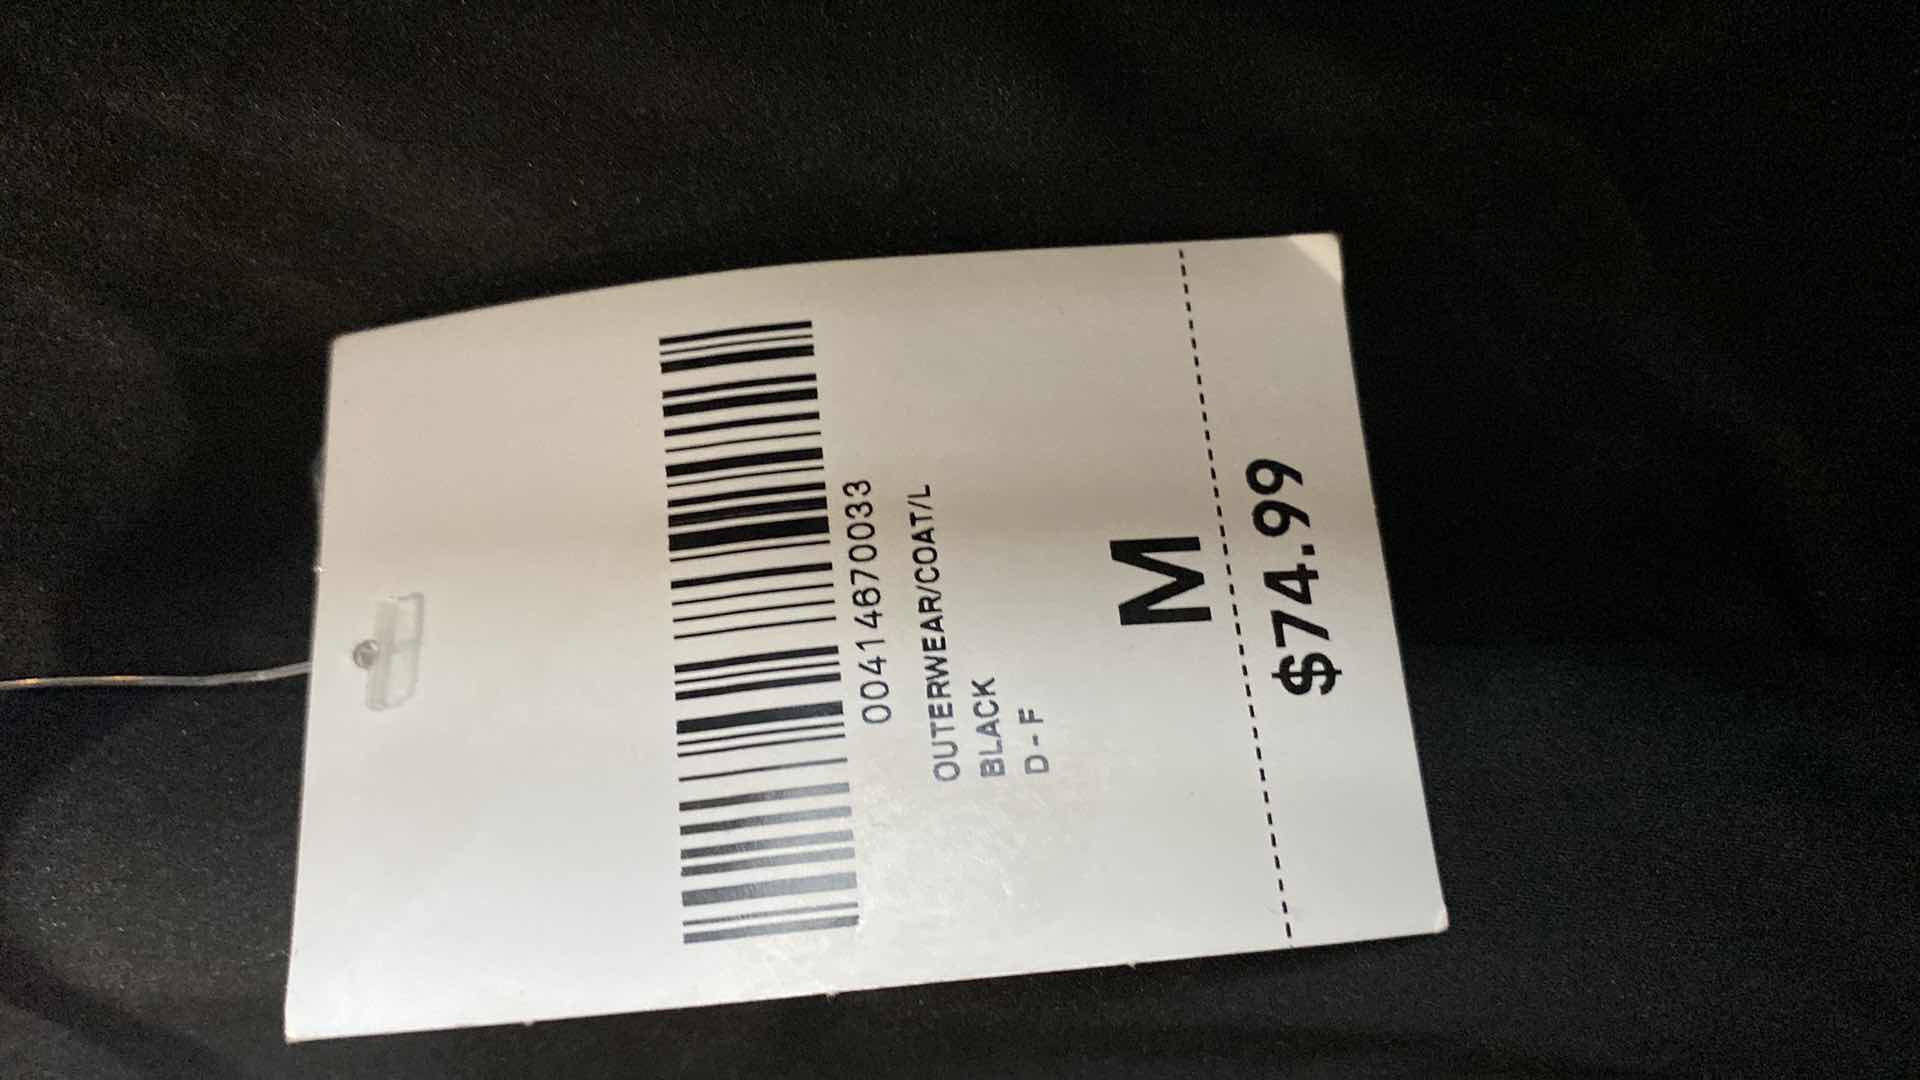 00414670033
OUTERWEAR/COAT/L
BLACK
D-F
M
$74.99